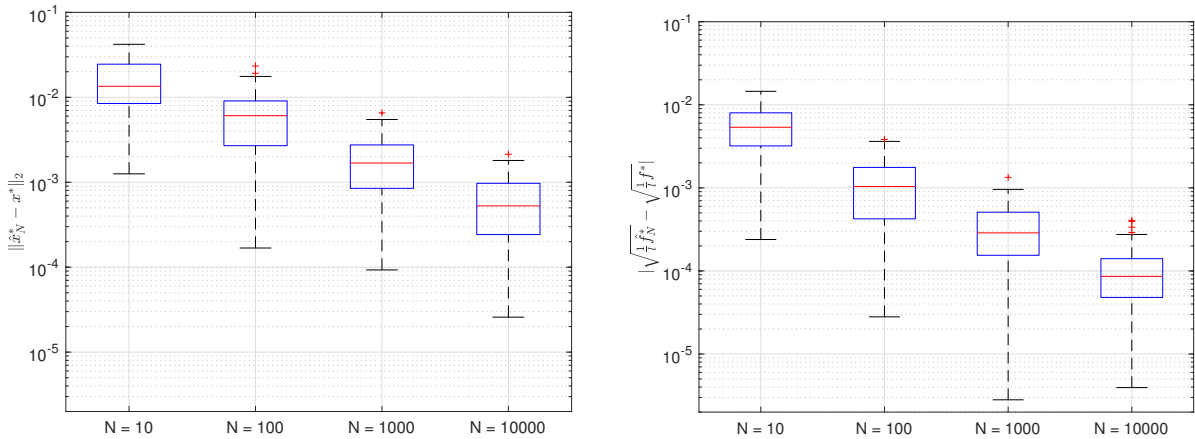 10^-1
10^-2
10^-3
10^-4
10^-5
‖x̂*_N − x*‖_2
N = 10
N = 100
N = 1000
N = 10000
10^-1
10^-2
10^-3
10^-4
10^-5
|√(1/l f̂*_N) − √(1/l f*)|
N = 10
N = 100
N = 1000
N = 10000